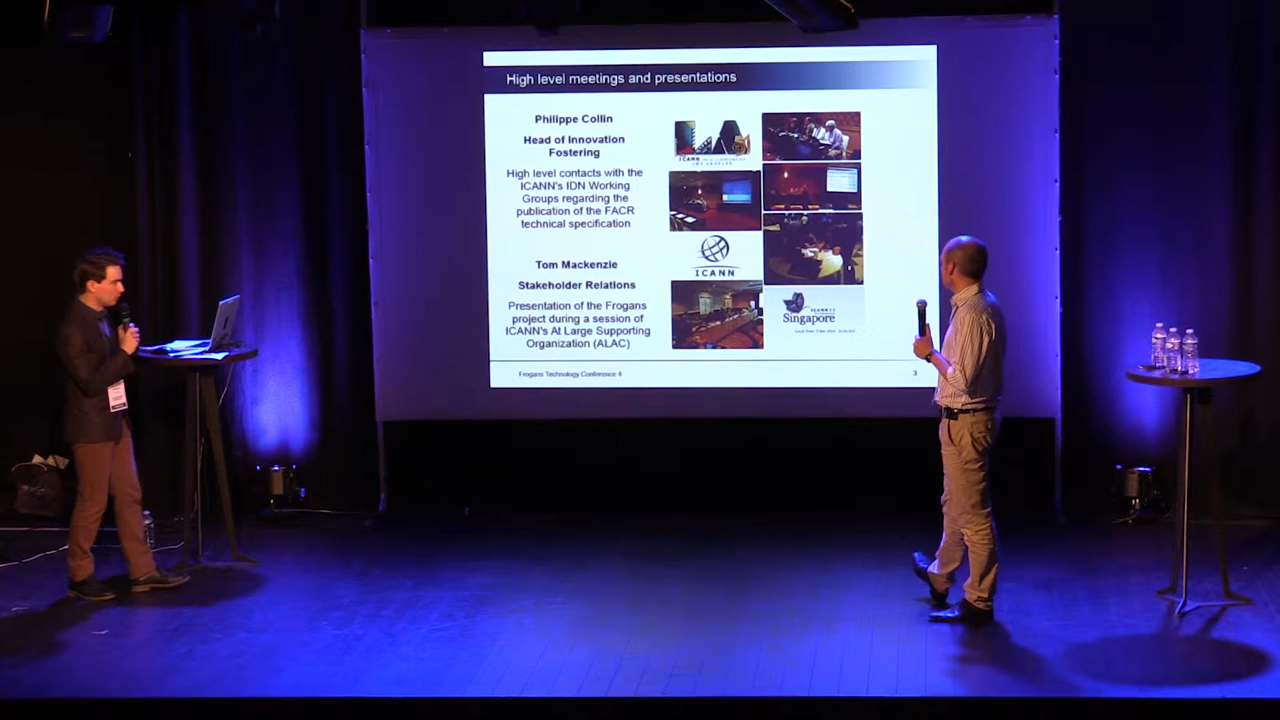 High level meetings and presentations
Philippe Collin
Head of Innovation
Fostering
High level contacts with the
ICANN's IDN Working
Groups regarding the
publication of the FACR
technical specification
Tom Mackenzie
Stakeholder Relations
Presentation of the Frogans
project during a session of
ICANN's At Large Supporting
Organization (ALAC)
ICANN
LOS ANGELES
ICANN
Singapore
Frogans Technology Conference 4
3